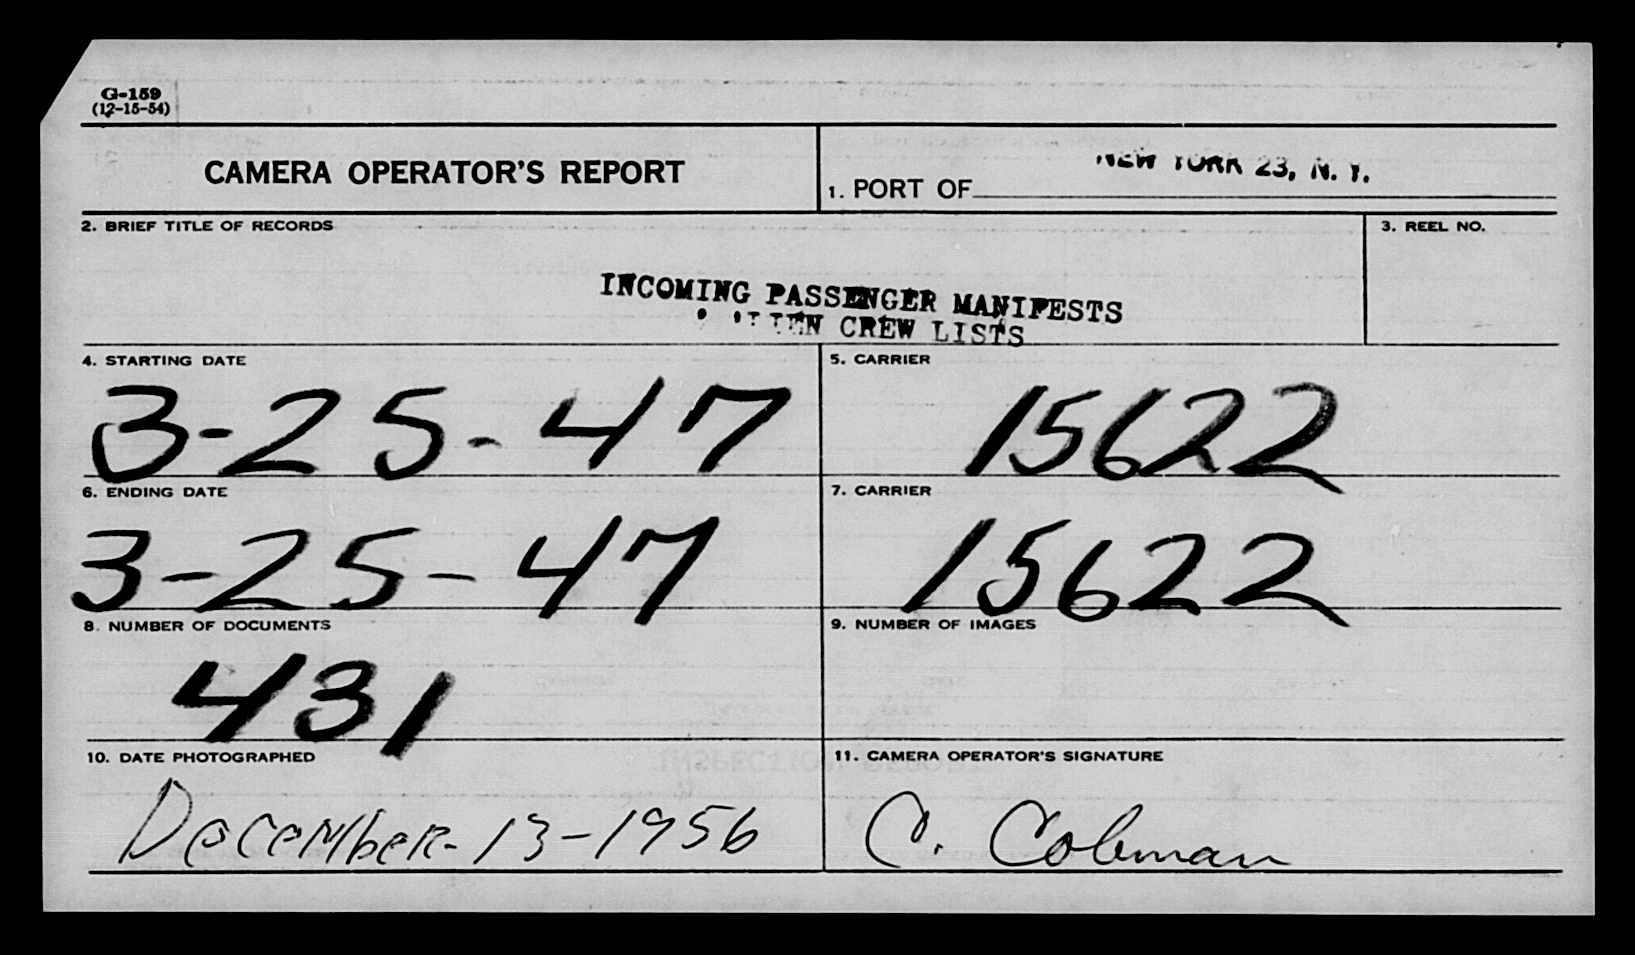 G-159
(12-15-54)
CAMERA OPERATOR'S REPORT
1. PORT OF
NEW YORK 23, N. Y.
2. BRIEF TITLE OF RECORDS
3. REEL NO.
INCOMING PASSENGER MANIFESTS
CREW LISTS
4. STARTING DATE
5. CARRIER
3-25-47
15622
6. ENDING DATE
7. CARRIER
3-25-47
15622
8. NUMBER OF DOCUMENTS
9. NUMBER OF IMAGES
431
10. DATE PHOTOGRAPHED
11. CAMERA OPERATOR'S SIGNATURE
December-13-1956
C. Colman